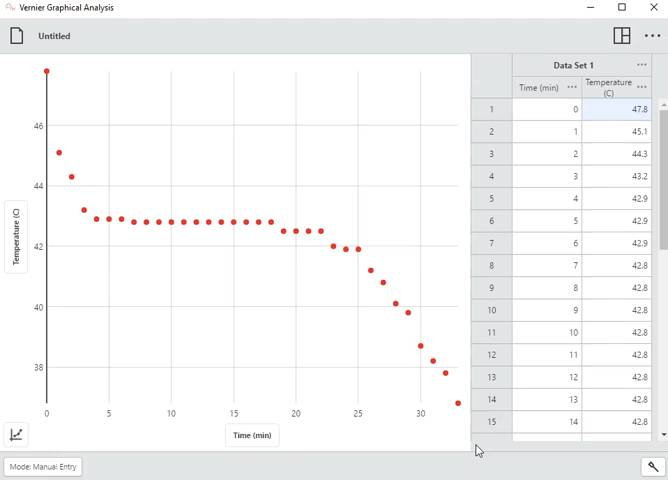 Vernier Graphical Analysis
Untitled
Data Set 1
Time (min)
Temperature
(C)
1 0 47.8
2 1 45.1
3 2 44.3
4 3 43.2
5 4 42.9
6 5 42.9
7 6 42.9
8 7 42.8
9 8 42.8
10 9 42.8
11 10 42.8
12 11 42.8
13 12 42.8
14 13 42.8
15 14 42.8
Temperature (C)
46
44
42
40
38
0 5 10 15 20 25 30
Time (min)
Mode: Manual Entry